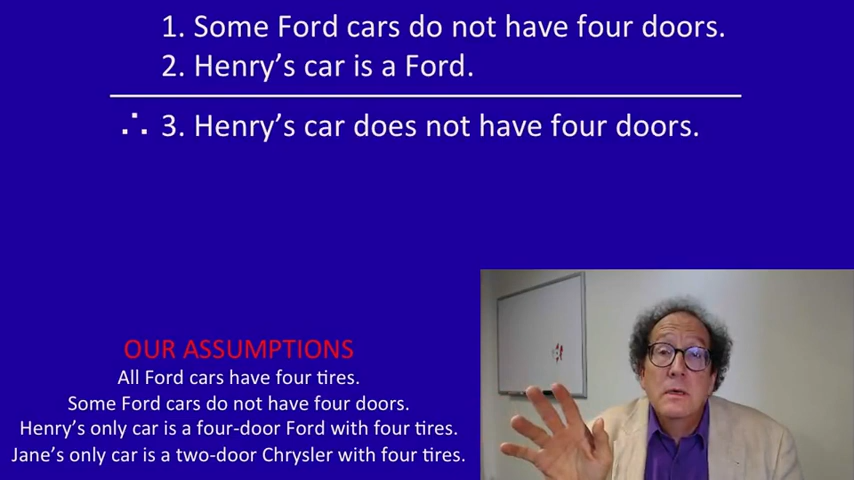 1. Some Ford cars do not have four doors.
2. Henry’s car is a Ford.
∴ 3. Henry’s car does not have four doors.
OUR ASSUMPTIONS
All Ford cars have four tires.
Some Ford cars do not have four doors.
Henry’s only car is a four-door Ford with four tires.
Jane’s only car is a two-door Chrysler with four tires.